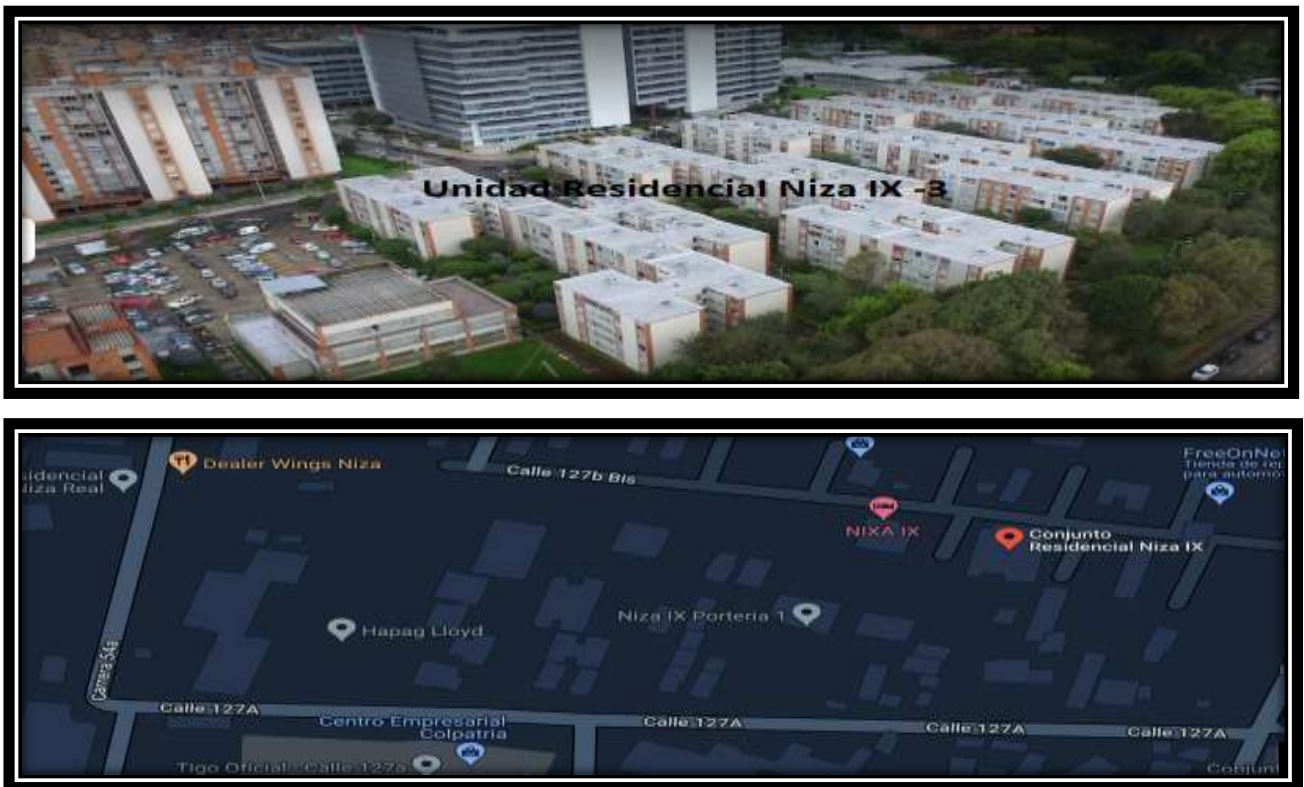 Unidad Residencial Niza IX -3
Dealer Wings Niza
Calle 127b Bis
FreeOnNet
Tienda de rep
para automo
sidencial
Niza Real
NIXA IX
Conjunto
Residencial Niza IX
Niza IX Porteria 1
Hapag Lloyd
Carrera 54a
Calle 127A
Centro Empresarial
Colpatria
Calle 127A
Calle 127A
Calle 127A
Tigo Oficial - Calle 127a
Conjunt